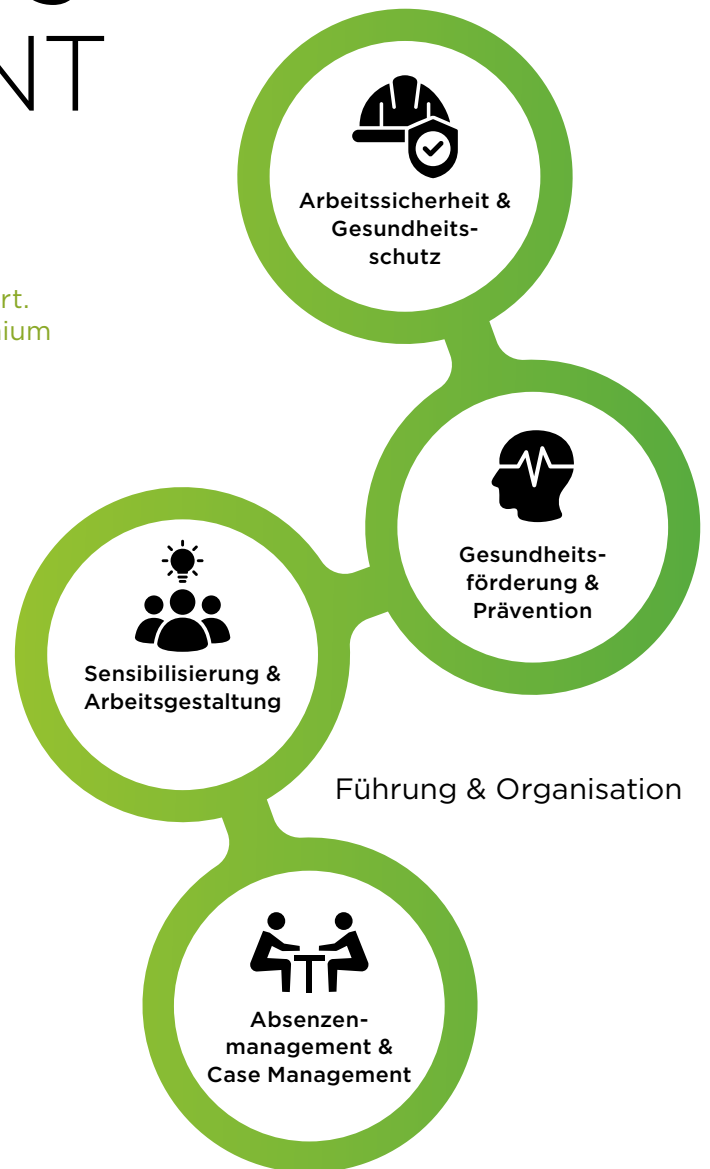 NT
Arbeitssicherheit &
Gesundheits-
schutz
rt.
nium
Gesundheits-
förderung &
Prävention
Sensibilisierung &
Arbeitsgestaltung
Führung & Organisation
Absenzen-
management &
Case Management